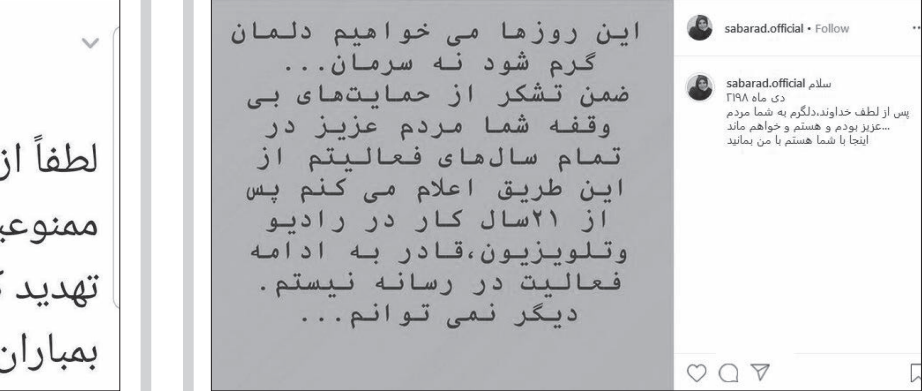 این روزها می خواهیم دلمان
گرم شود نه سرمان...
ضمن تشکر از حمایت‌های بی
وقفه شما مردم عزیز در
تمام سال‌های فعالیتم از
این طریق اعلام می کنم پس
از ۲۱سال کار در رادیو
وتلویزیون،قادر به ادامه
فعالیت در رسانه نیستم.
دیگر نمی توانم...
sabarad.official • Follow
sabarad.official سلام
دی ماه ۲۱۹۸
پس از لطف خداوند،دلگرم به شما مردم
عزیز بودم و هستم و خواهم ماند...
اینجا با شما هستم با من بمانید
لطفاً از
تهدید
بمباران